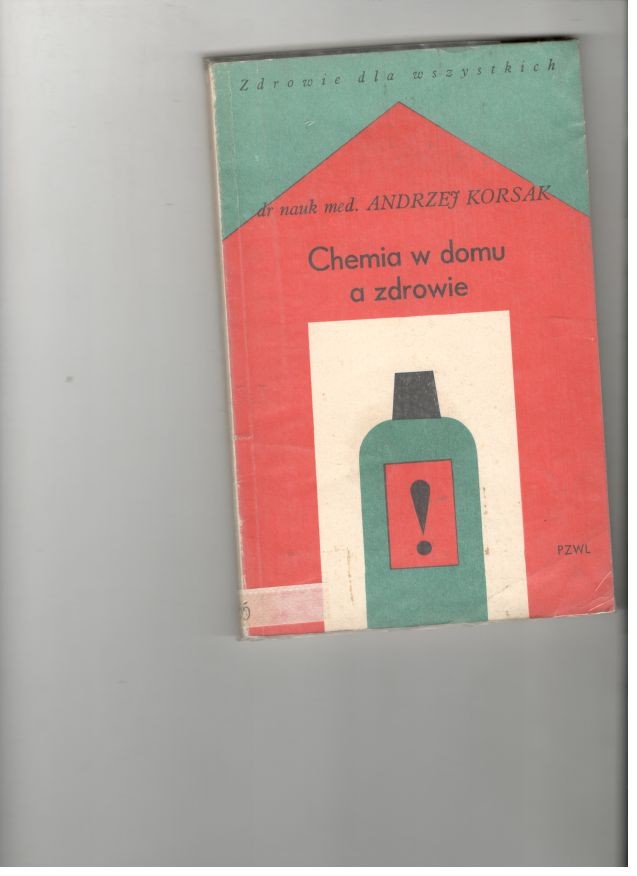 Zdrowie dla wszystkich
dr nauk med. ANDRZEJ KORSAK
Chemia w domu
a zdrowie
!
PZWL